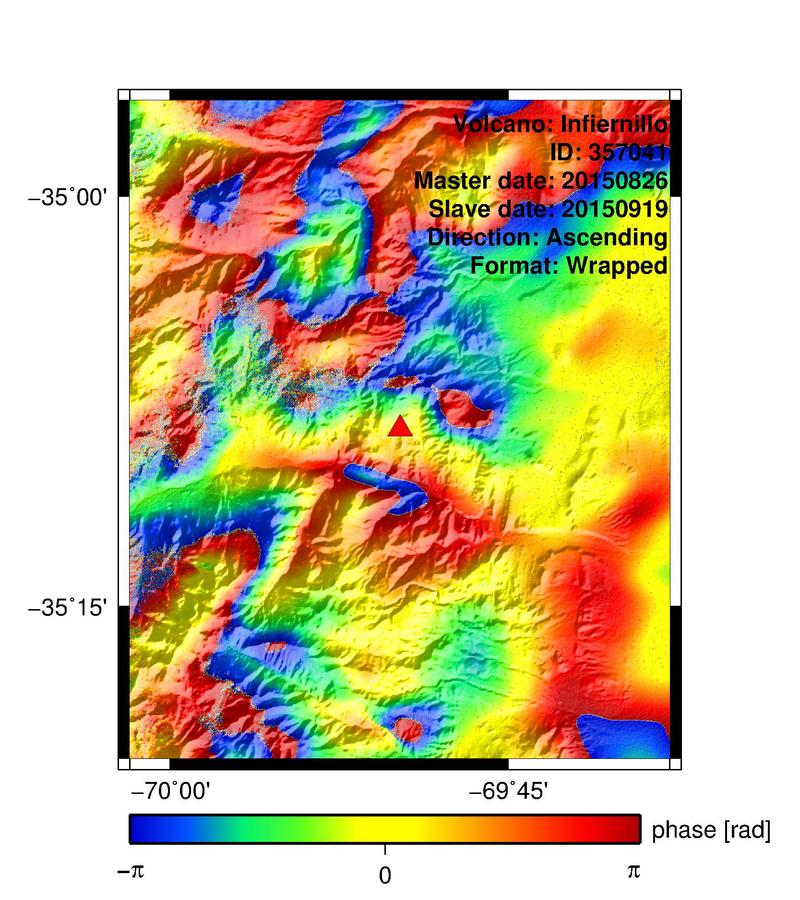 Volcano: Infiernillo
ID: 357041
Master date: 20150826
Slave date: 20150919
Direction: Ascending
Format: Wrapped
−35˚00'
−35˚15'
−70˚00' −69˚45'
phase [rad]
−π 0 π